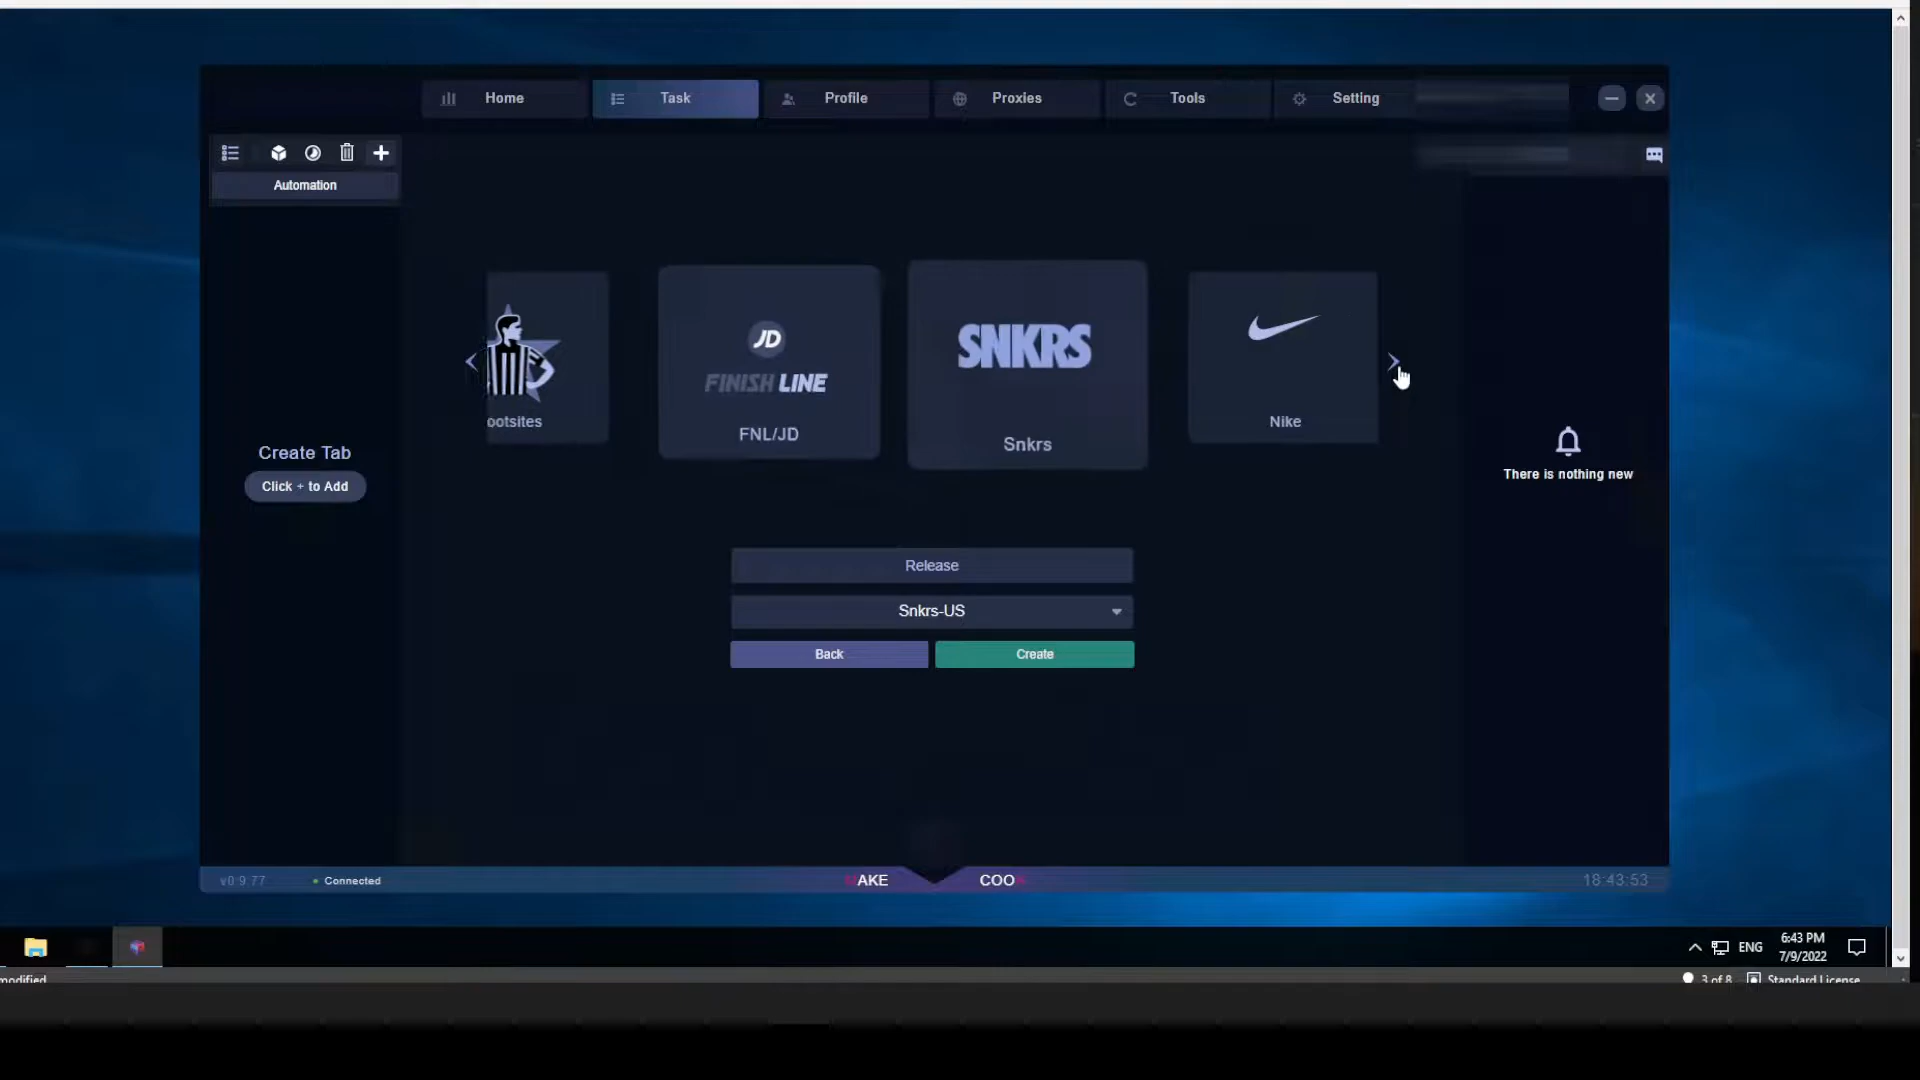 Home
Task
Profile
Proxies
Tools
Setting
Automation
JD
FINISH LINE
SNKRS
ootsites
FNL/JD
Snkrs
Nike
Create Tab
Click + to Add
There is nothing new
Release
Snkrs-US
Back
Create
v0.9.77
Connected
AKE
COO
18:43:53
ENG
6:43 PM
7/9/2022
modified
3 of 8
Standard License